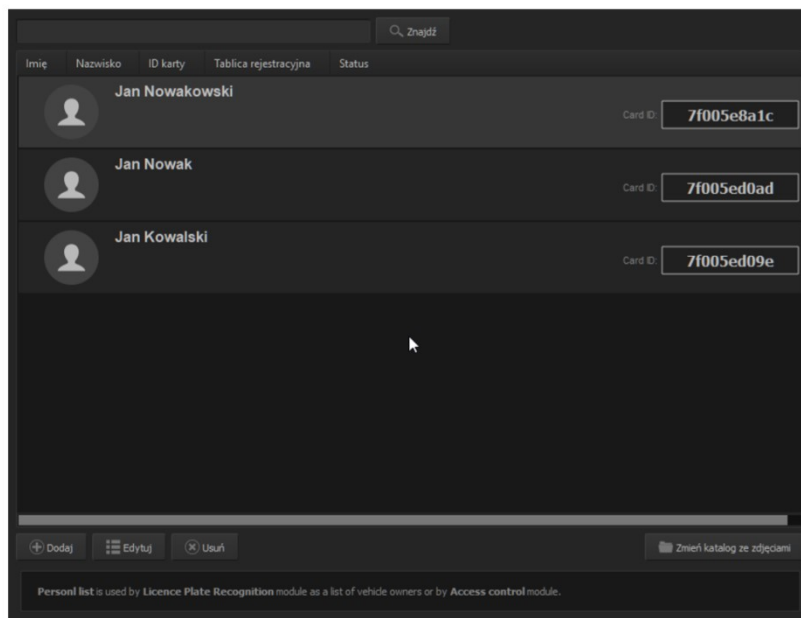 Znajdź
Imię Nazwisko ID karty Tablica rejestracyjna Status
Jan Nowakowski
Card ID: 7f005e8a1c
Jan Nowak
Card ID: 7f005ed0ad
Jan Kowalski
Card ID: 7f005ed09e
Dodaj Edytuj Usuń Zmień katalog ze zdjęciami
Personl list is used by Licence Plate Recognition module as a list of vehicle owners or by Access control module.